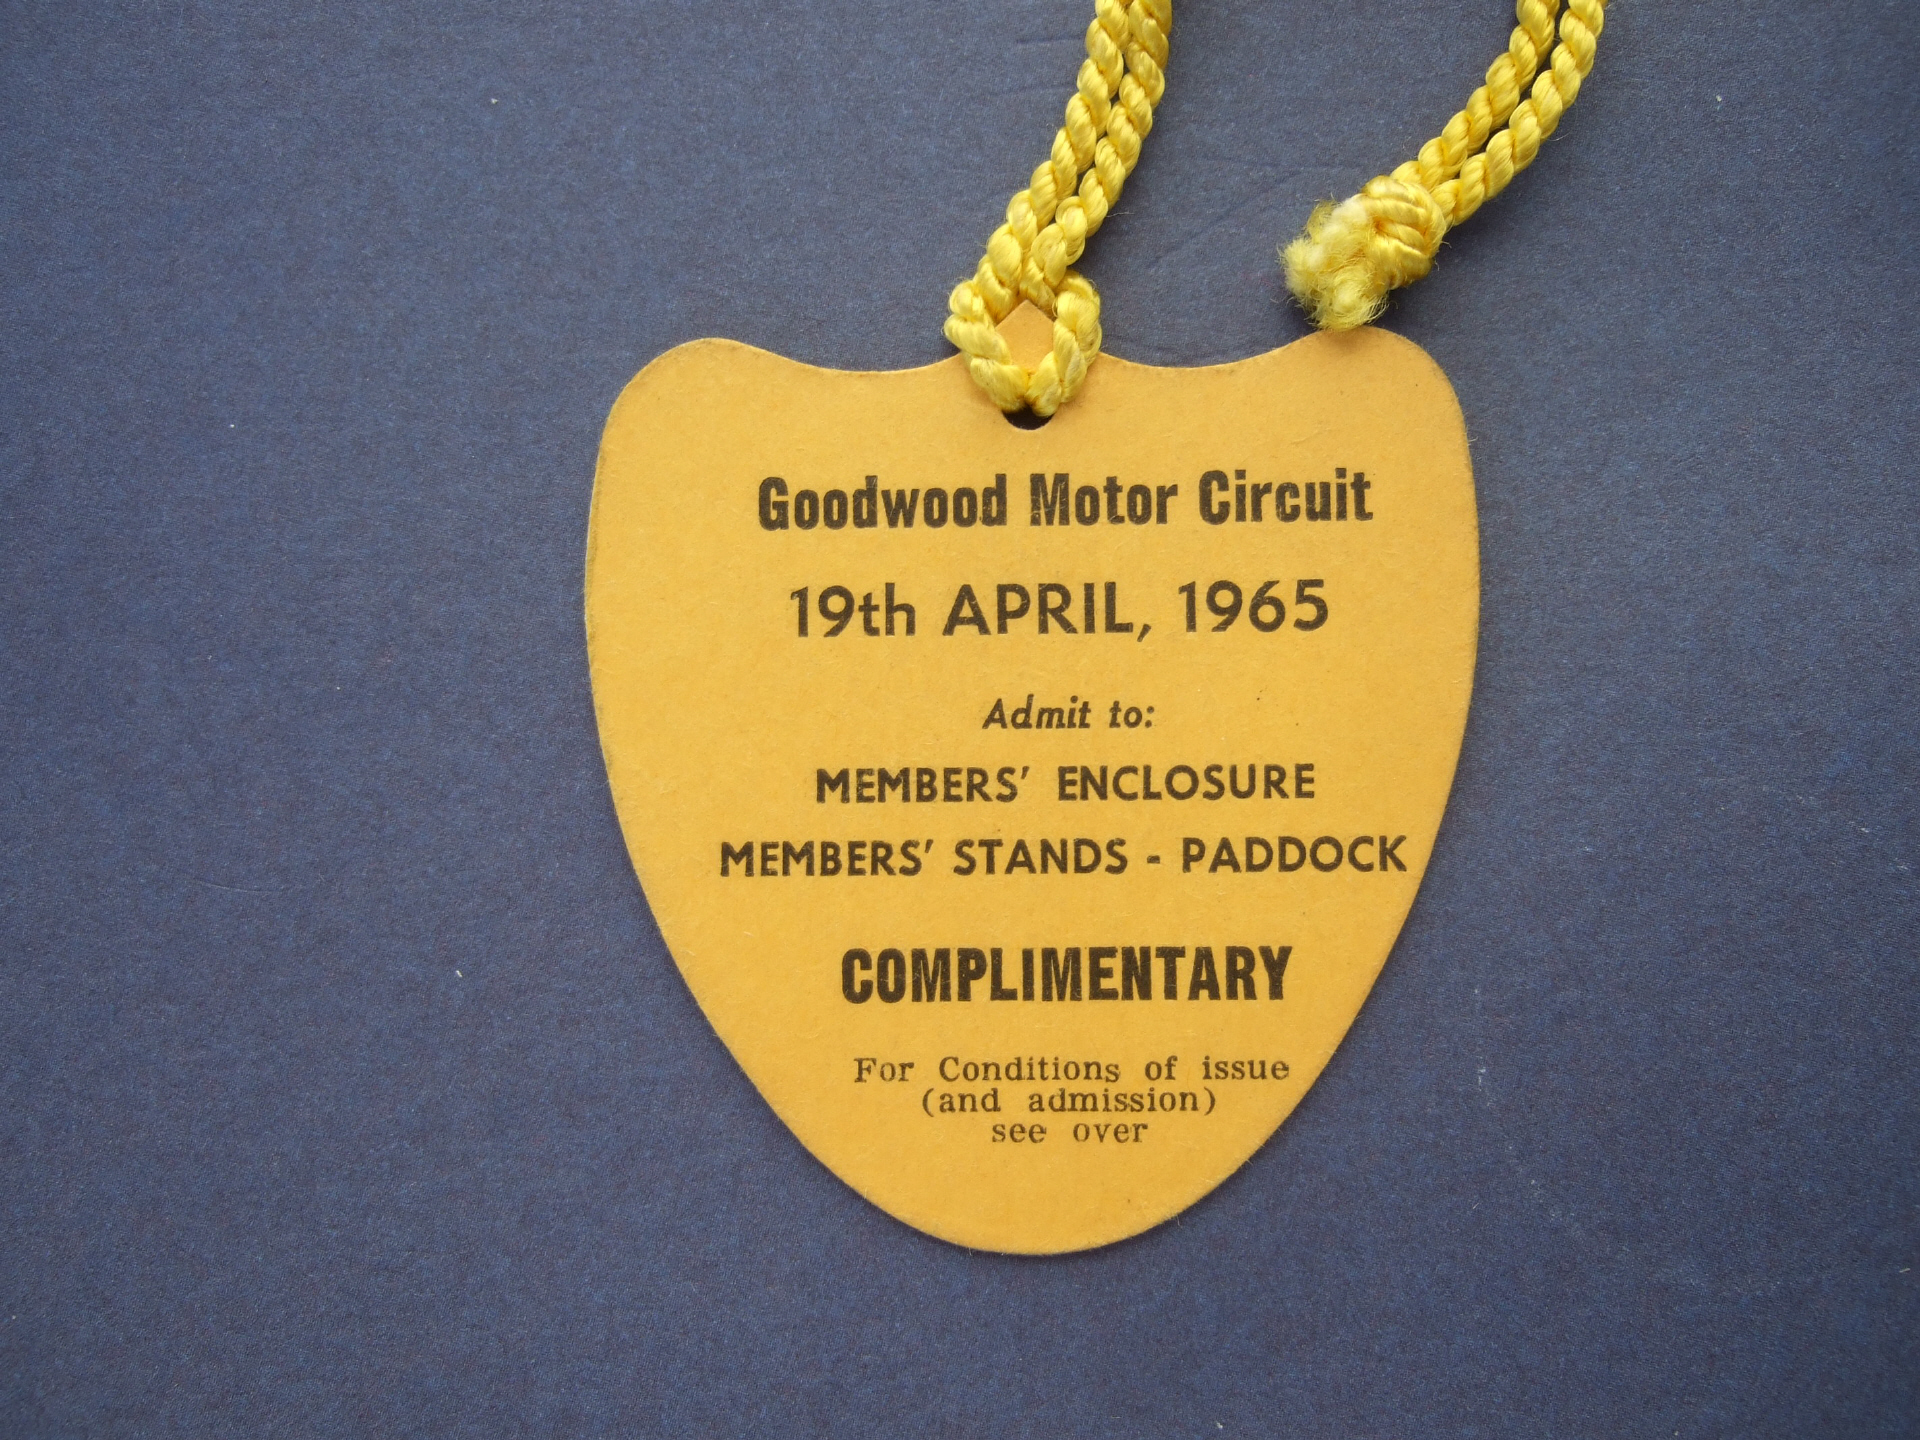 Goodwood Motor Circuit
19th APRIL, 1965
Admit to:
MEMBERS' ENCLOSURE
MEMBERS' STANDS - PADDOCK
COMPLIMENTARY
For Conditions of issue
(and admission)
see over